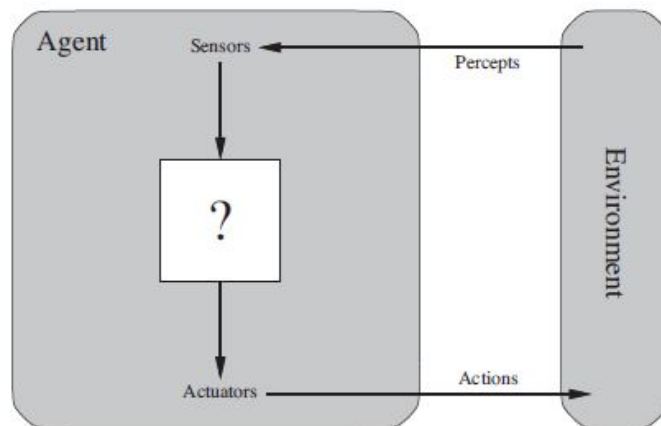 Agent
Sensors
Percepts
?
Environment
Actuators
Actions